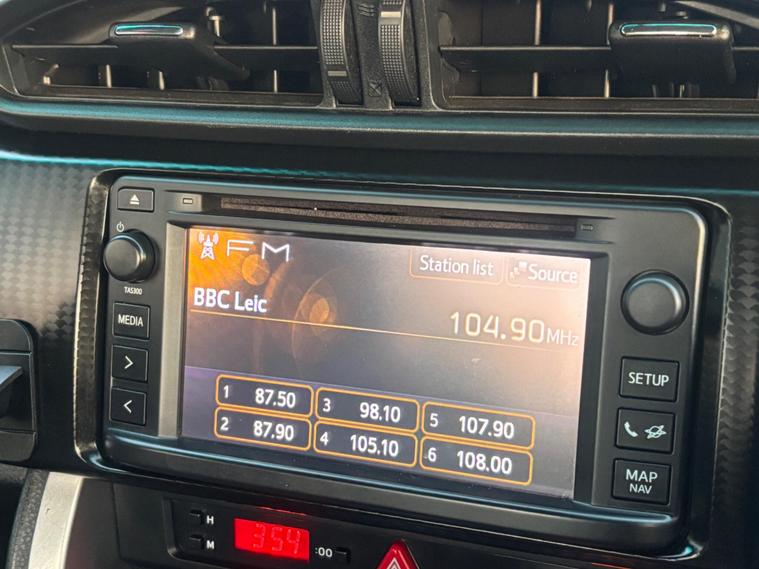 FM
Station list
Source
BBC Leic
104.90MHz
TAS300
MEDIA
1 87.50
3 98.10
5 107.90
2 87.90
4 105.10
6 108.00
SETUP
MAP
NAV
H
M
3:54
:00